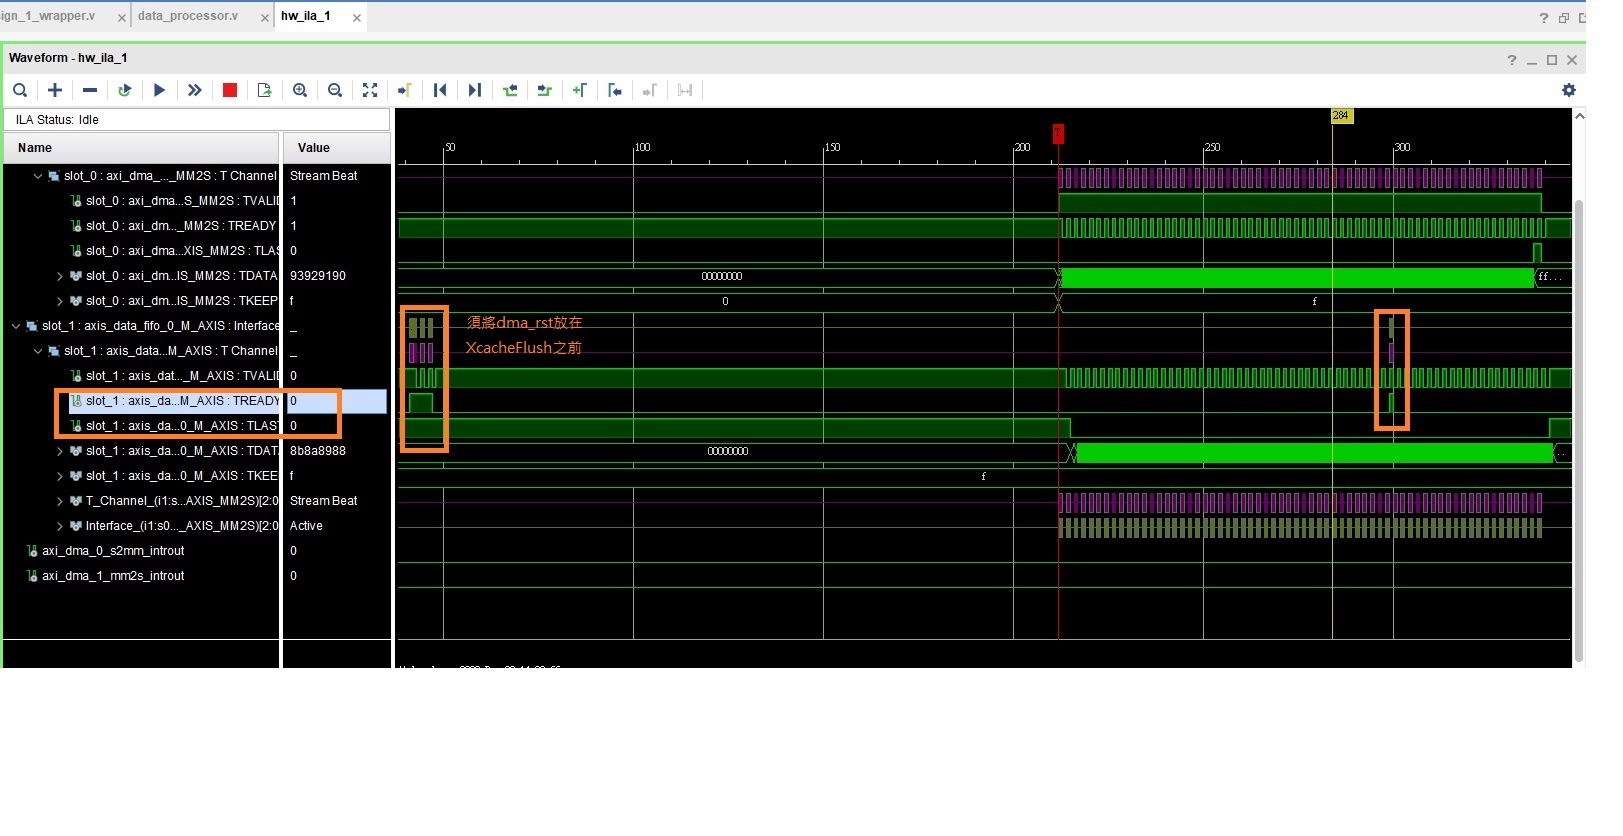 ign_1_wrapper.v
data_processor.v
hw_ila_1
Waveform - hw_ila_1
ILA Status: Idle
Name
Value
50
100
150
200
250
300
T
284
slot_0 : axi_dma_..._MM2S : T Channel
Stream Beat
slot_0 : axi_dma...S_MM2S : TVALI
1
slot_0 : axi_dm..._MM2S : TREADY
1
slot_0 : axi_dma...XIS_MM2S : TLAS
0
slot_0 : axi_dm...IS_MM2S : TDATA
93929190
00000000
ff...
slot_0 : axi_dm...IS_MM2S : TKEEP
f
0
f
slot_1 : axis_data_fifo_0_M_AXIS : Interface
_
須將dma_rst放在
slot_1 : axis_data...M_AXIS : T Channel
_
XcacheFlush之前
slot_1 : axis_dat..._M_AXIS : TVALI
0
slot_1 : axis_da...M_AXIS : TREADY
0
slot_1 : axis_da...0_M_AXIS : TLAS
0
slot_1 : axis_da...0_M_AXIS : TDAT
8b8a8988
00000000
..
slot_1 : axis_da...0_M_AXIS : TKEE
f
f
T_Channel_(i1:s...AXIS_MM2S)[2:0
Stream Beat
Interface_(i1:s0..._AXIS_MM2S)[2:0
Active
axi_dma_0_s2mm_introut
0
axi_dma_1_mm2s_introut
0